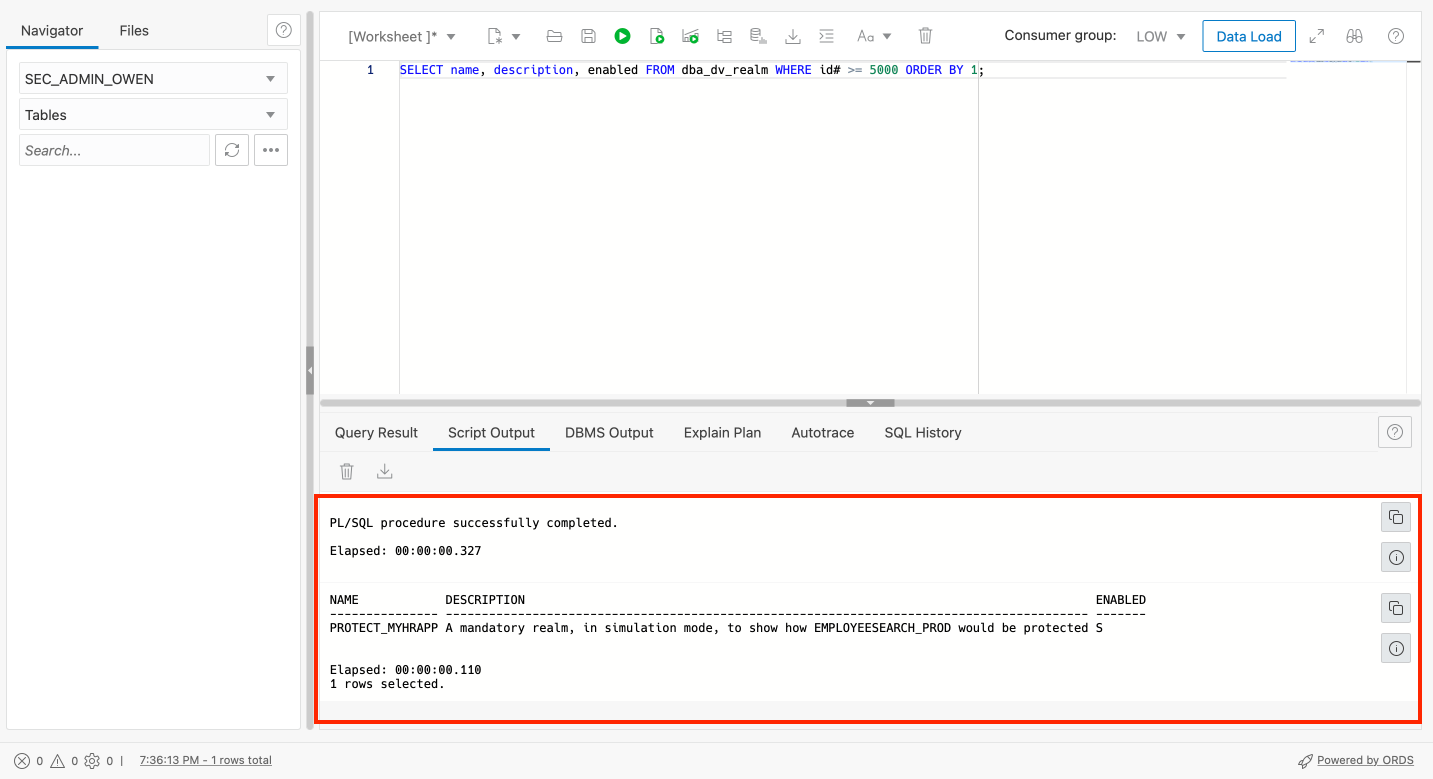 Navigator Files
SEC_ADMIN_OWEN
Tables
Search...
[Worksheet ]* Aa Consumer group: LOW Data Load
1 SELECT name, description, enabled FROM dba_dv_realm WHERE id# >= 5000 ORDER BY 1;
Query Result Script Output DBMS Output Explain Plan Autotrace SQL History
PL/SQL procedure successfully completed.
Elapsed: 00:00:00.327
NAME DESCRIPTION ENABLED
--------------- --------------------------------------------------------------------------------------------- -------
PROTECT_MYHRAPP A mandatory realm, in simulation mode, to show how EMPLOYEESEARCH_PROD would be protected S
Elapsed: 00:00:00.110
1 rows selected.
0 0 0 | 7:36:13 PM - 1 rows total Powered by ORDS